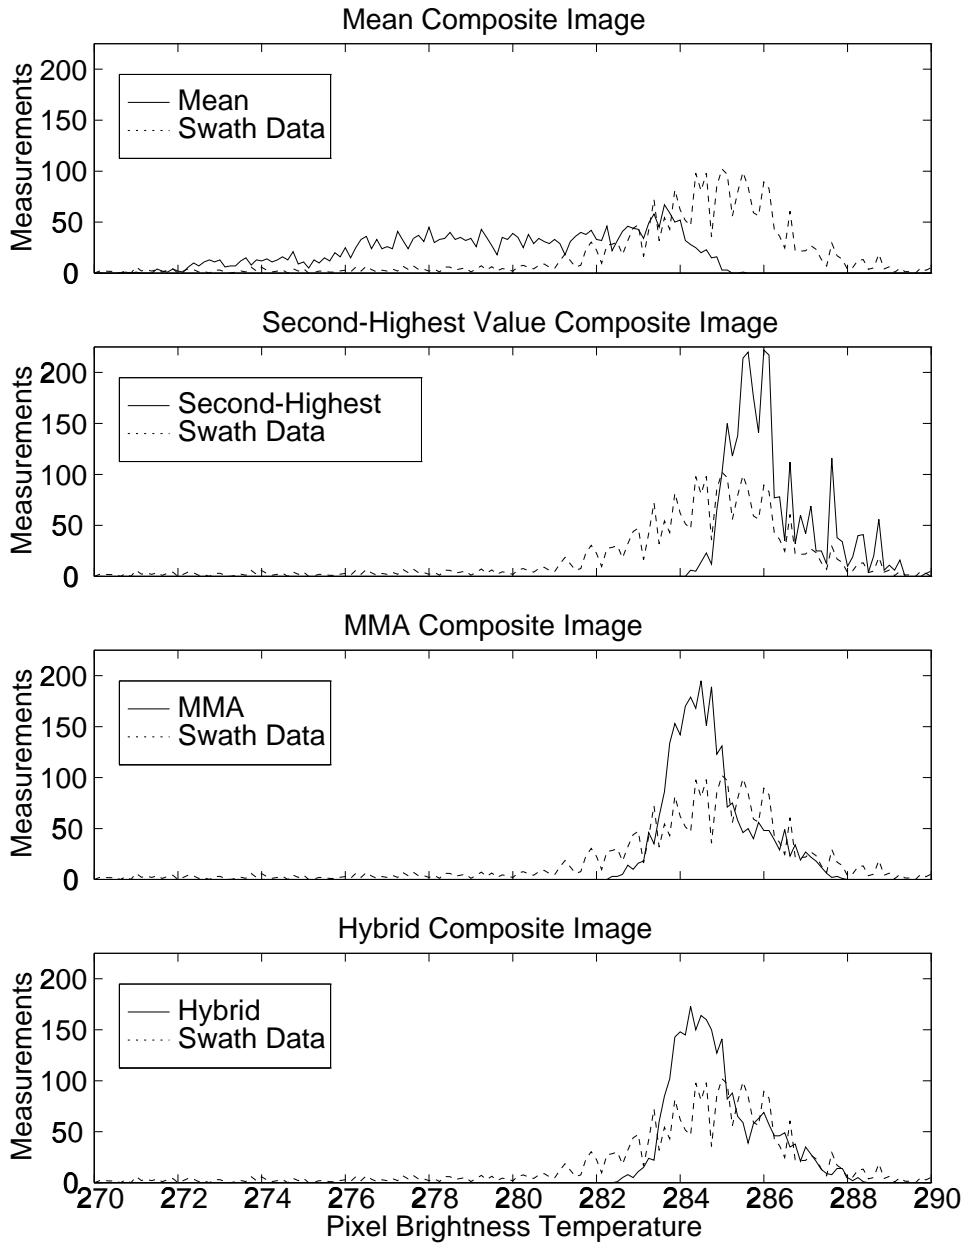 Mean Composite Image
Measurements
200
150
100
50
0
Mean
Swath Data
Second-Highest Value Composite Image
Measurements
200
150
100
50
0
Second-Highest
Swath Data
MMA Composite Image
Measurements
200
150
100
50
0
MMA
Swath Data
Hybrid Composite Image
Measurements
200
150
100
50
0
Hybrid
Swath Data
270 272 274 276 278 280 282 284 286 288 290
Pixel Brightness Temperature